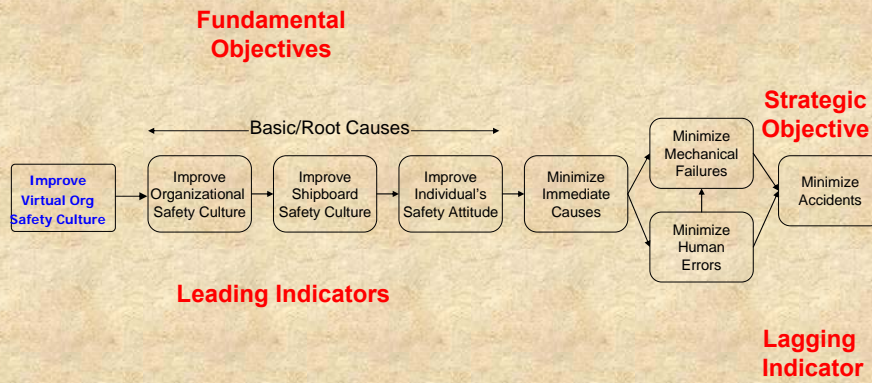 Fundamental
Objectives
Strategic
Objective
Basic/Root Causes
Improve
Virtual Org
Safety Culture
Improve
Organizational
Safety Culture
Improve
Shipboard
Safety Culture
Improve
Individual's
Safety Attitude
Minimize
Immediate
Causes
Minimize
Mechanical
Failures
Minimize
Human
Errors
Minimize
Accidents
Leading Indicators
Lagging
Indicator